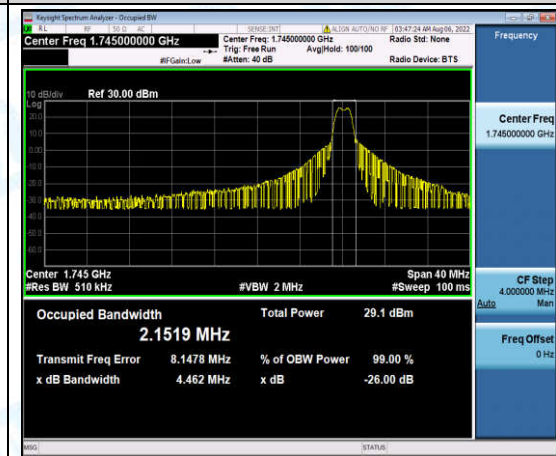 Keysight Spectrum Analyzer - Occupied BW
RL RF 50 Ω AC SENSE:INT ALIGN AUTO/NO RF 03:47:24 AM Aug 06, 2022
Center Freq 1.745000000 GHz
Center Freq: 1.745000000 GHz Radio Std: None
Trig: Free Run Avg|Hold: 100/100
#IFGain:Low #Atten: 40 dB Radio Device: BTS
10 dB/div Ref 30.00 dBm
Log
20.0
10.0
0.00
-10.0
-20.0
-30.0
-40.0
-50.0
-60.0
Center 1.745 GHz Span 40 MHz
#Res BW 510 kHz #VBW 2 MHz #Sweep 100 ms
Occupied Bandwidth Total Power 29.1 dBm
2.1519 MHz
Transmit Freq Error 8.1478 MHz % of OBW Power 99.00 %
x dB Bandwidth 4.462 MHz x dB -26.00 dB
MSG STATUS
Frequency
Center Freq
1.745000000 GHz
CF Step
4.000000 MHz
Auto Man
Freq Offset
0 Hz